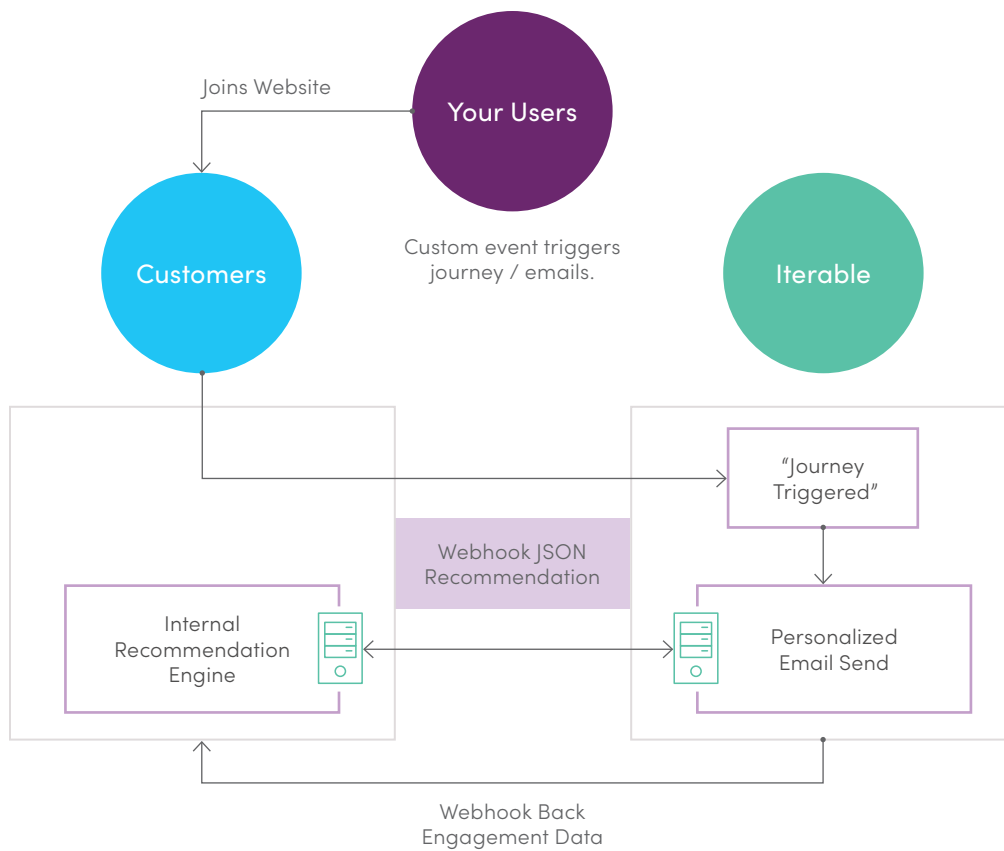 Joins Website
Your Users
Customers
Custom event triggers
journey / emails.
Iterable
“Journey
Triggered”
Webhook JSON
Recommendation
Internal
Recommendation
Engine
Personalized
Email Send
Webhook Back
Engagement Data